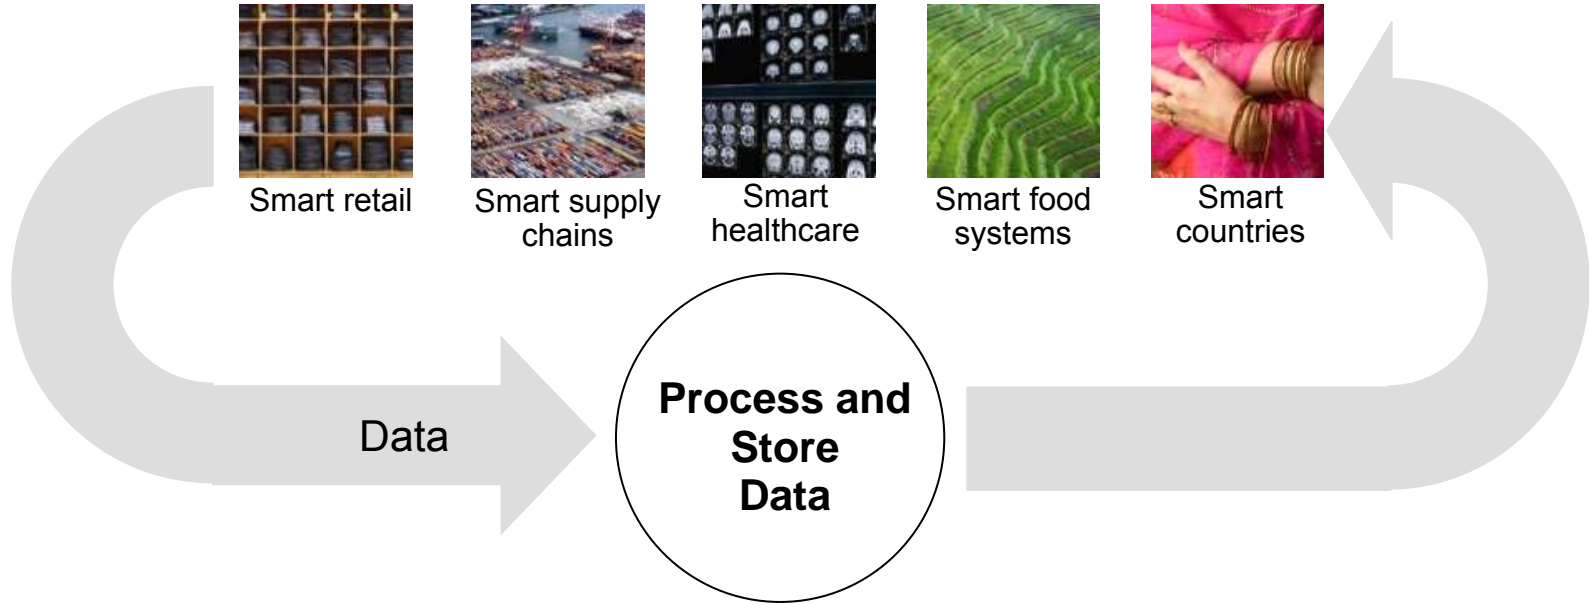 Smart retail
Smart supply
chains
Smart
healthcare
Smart food
systems
Smart
countries
Data
Process and
Store
Data